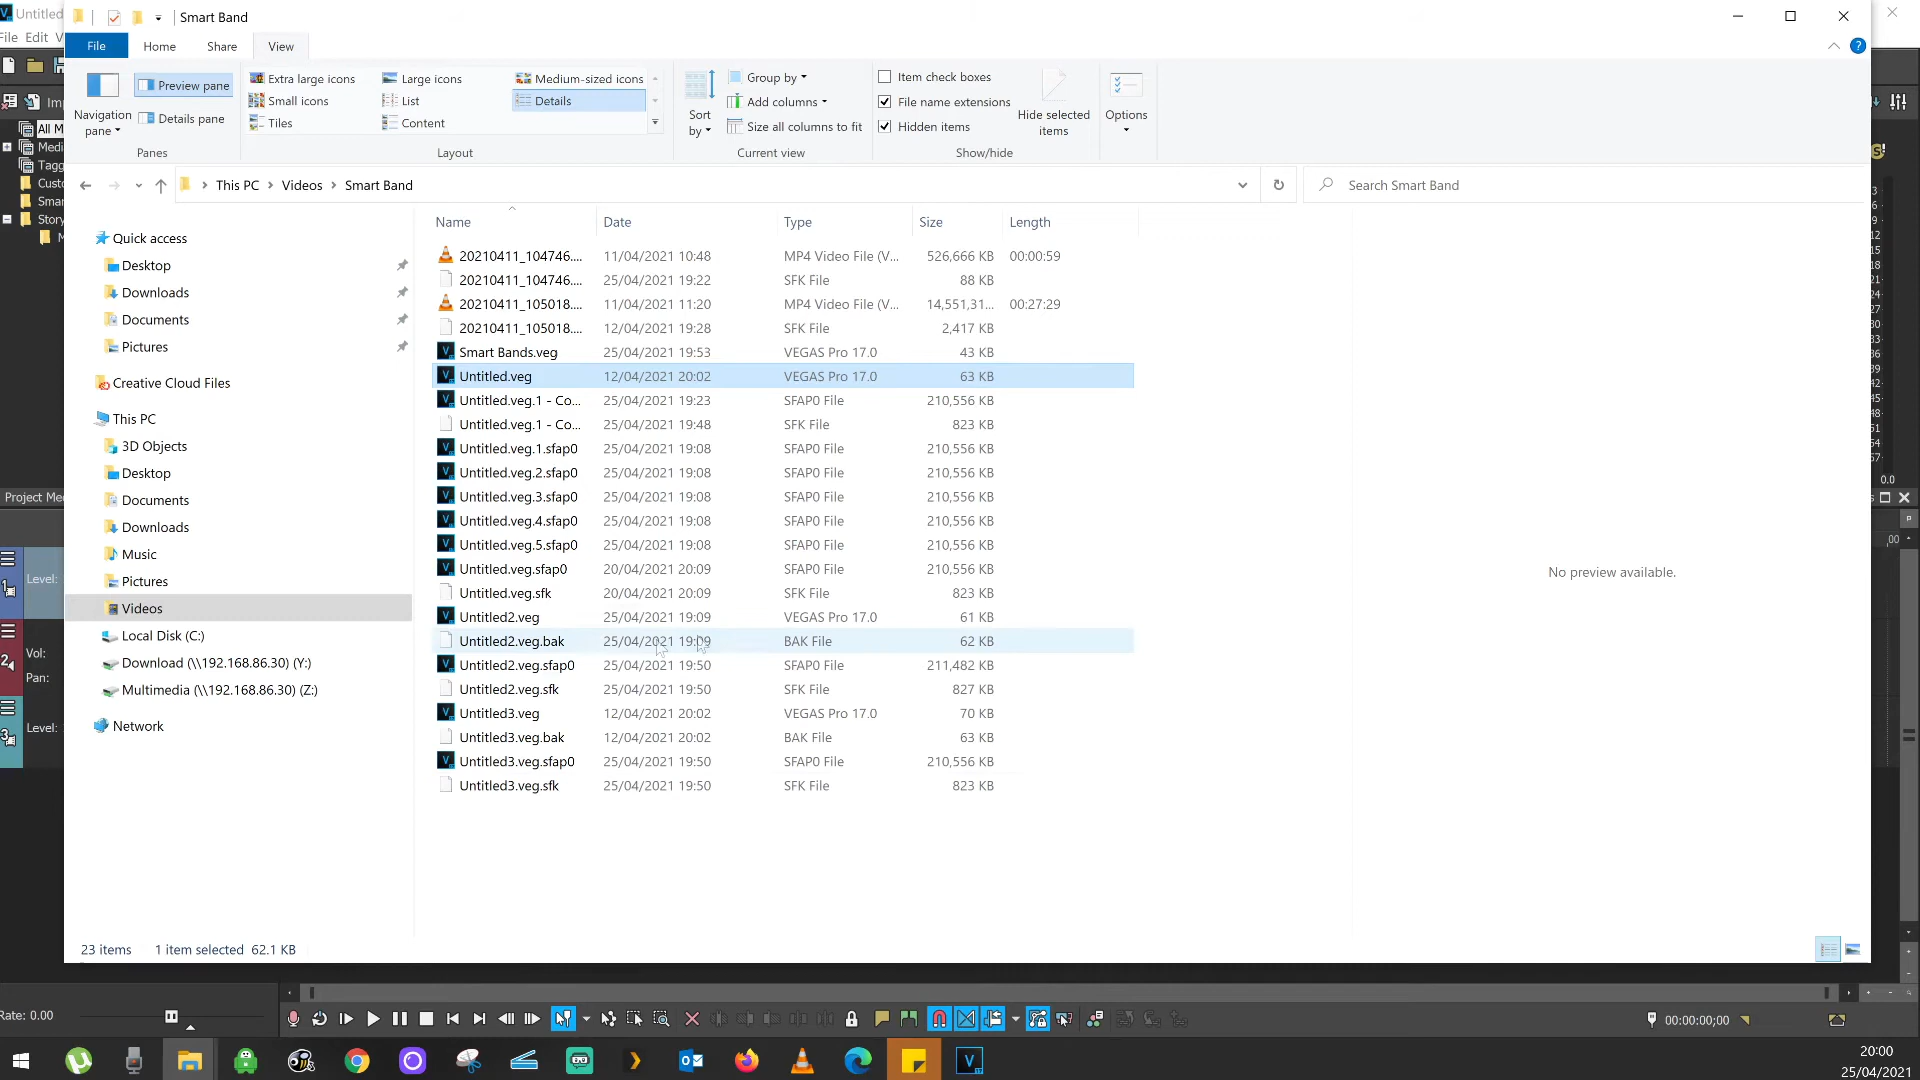 Untitled
Smart Band
File Edit V
File
Home
Share
View
Navigation pane
Preview pane
Details pane
Panes
Extra large icons
Large icons
Medium-sized icons
Small icons
List
Details
Tiles
Content
Layout
Sort by
Group by
Add columns
Size all columns to fit
Current view
Item check boxes
File name extensions
Hidden items
Hide selected items
Show/hide
Options
This PC
Videos
Smart Band
Search Smart Band
Name Date Type Size Length
20210411_104746.... 11/04/2021 10:48 MP4 Video File (V... 526,666 KB 00:00:59
20210411_104746.... 25/04/2021 19:22 SFK File 88 KB
20210411_105018.... 11/04/2021 11:20 MP4 Video File (V... 14,551,31... 00:27:29
20210411_105018.... 12/04/2021 19:28 SFK File 2,417 KB
Smart Bands.veg 25/04/2021 19:53 VEGAS Pro 17.0 43 KB
Untitled.veg 12/04/2021 20:02 VEGAS Pro 17.0 63 KB
Untitled.veg.1 - Co... 25/04/2021 19:23 SFAP0 File 210,556 KB
Untitled.veg.1 - Co... 25/04/2021 19:48 SFK File 823 KB
Untitled.veg.1.sfap0 25/04/2021 19:08 SFAP0 File 210,556 KB
Untitled.veg.2.sfap0 25/04/2021 19:08 SFAP0 File 210,556 KB
Untitled.veg.3.sfap0 25/04/2021 19:08 SFAP0 File 210,556 KB
Untitled.veg.4.sfap0 25/04/2021 19:08 SFAP0 File 210,556 KB
Untitled.veg.5.sfap0 25/04/2021 19:08 SFAP0 File 210,556 KB
Untitled.veg.sfap0 20/04/2021 20:09 SFAP0 File 210,556 KB
Untitled.veg.sfk 20/04/2021 20:09 SFK File 823 KB
Untitled2.veg 25/04/2021 19:09 VEGAS Pro 17.0 61 KB
Untitled2.veg.bak 25/04/2021 19:09 BAK File 62 KB
Untitled2.veg.sfap0 25/04/2021 19:50 SFAP0 File 211,482 KB
Untitled2.veg.sfk 25/04/2021 19:50 SFK File 827 KB
Untitled3.veg 12/04/2021 20:02 VEGAS Pro 17.0 70 KB
Untitled3.veg.bak 12/04/2021 20:02 BAK File 63 KB
Untitled3.veg.sfap0 25/04/2021 19:50 SFAP0 File 210,556 KB
Untitled3.veg.sfk 25/04/2021 19:50 SFK File 823 KB
Quick access
Desktop
Downloads
Documents
Pictures
Creative Cloud Files
This PC
3D Objects
Desktop
Documents
Downloads
Music
Pictures
Videos
Local Disk (C:)
Download (\\192.168.86.30) (Y:)
Multimedia (\\192.168.86.30) (Z:)
Network
No preview available.
23 items 1 item selected 62.1 KB
Imp
All M
Medi
Tagg
Custo
Smar
Story
M
Project Me
Level:
Vol:
Pan:
Level:
0.0
Rate: 0.00
00:00:00;00
20:00
25/04/2021